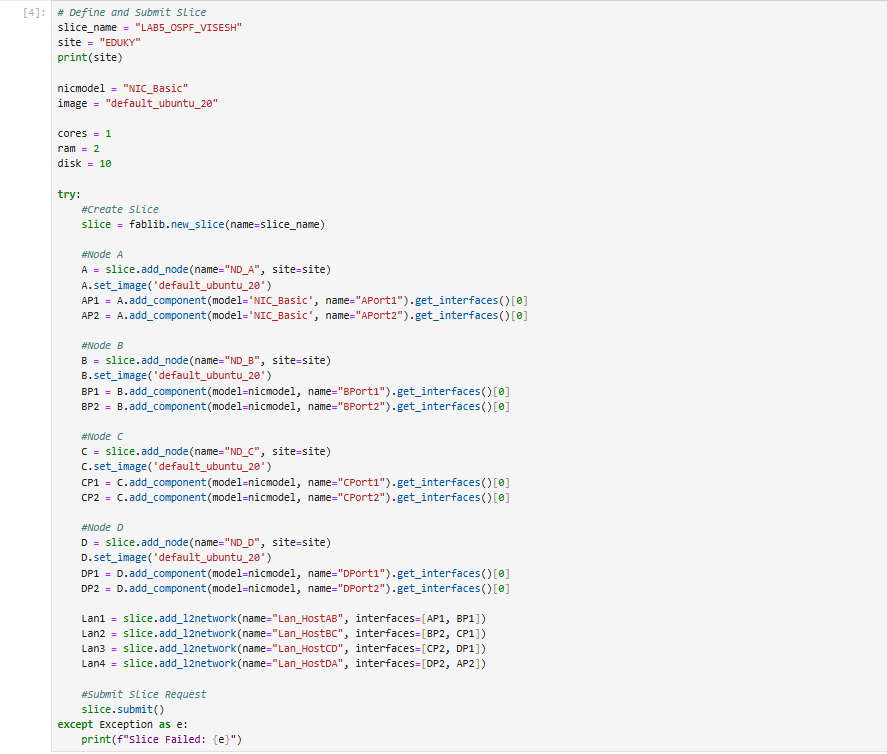 [4]: # Define and Submit Slice
slice_name = "LAB5_OSPF_VISESH"
site = "EDUKY"
print(site)

nicmodel = "NIC_Basic"
image = "default_ubuntu_20"

cores = 1
ram = 2
disk = 10

try:
    #Create Slice
    slice = fablib.new_slice(name=slice_name)

    #Node A
    A = slice.add_node(name="ND_A", site=site)
    A.set_image('default_ubuntu_20')
    AP1 = A.add_component(model='NIC_Basic', name="APort1").get_interfaces()[0]
    AP2 = A.add_component(model='NIC_Basic', name="APort2").get_interfaces()[0]

    #Node B
    B = slice.add_node(name="ND_B", site=site)
    B.set_image('default_ubuntu_20')
    BP1 = B.add_component(model=nicmodel, name="BPort1").get_interfaces()[0]
    BP2 = B.add_component(model=nicmodel, name="BPort2").get_interfaces()[0]

    #Node C
    C = slice.add_node(name="ND_C", site=site)
    C.set_image('default_ubuntu_20')
    CP1 = C.add_component(model=nicmodel, name="CPort1").get_interfaces()[0]
    CP2 = C.add_component(model=nicmodel, name="CPort2").get_interfaces()[0]

    #Node D
    D = slice.add_node(name="ND_D", site=site)
    D.set_image('default_ubuntu_20')
    DP1 = D.add_component(model=nicmodel, name="DPort1").get_interfaces()[0]
    DP2 = D.add_component(model=nicmodel, name="DPort2").get_interfaces()[0]

    Lan1 = slice.add_l2network(name="Lan_HostAB", interfaces=[AP1, BP1])
    Lan2 = slice.add_l2network(name="Lan_HostBC", interfaces=[BP2, CP1])
    Lan3 = slice.add_l2network(name="Lan_HostCD", interfaces=[CP2, DP1])
    Lan4 = slice.add_l2network(name="Lan_HostDA", interfaces=[DP2, AP2])

    #Submit Slice Request
    slice.submit()
except Exception as e:
    print(f"Slice Failed: {e}")